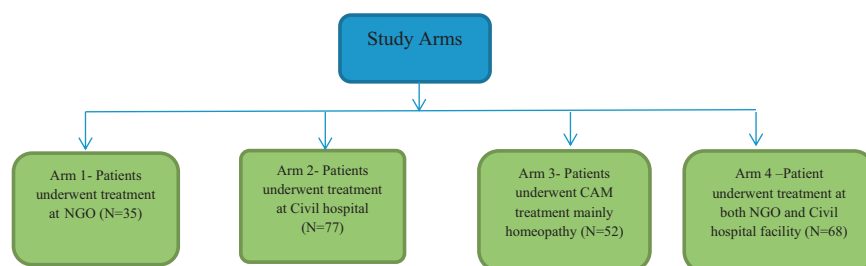 Study Arms
Arm 1- Patients
underwent treatment
at NGO (N=35)
Arm 2- Patients
underwent treatment
at Civil hospital
(N=77)
Arm 3- Patients
underwent CAM
treatment mainly
homeopathy (N=52)
Arm 4 –Patient
underwent treatment at
both NGO and Civil
hospital facility (N=68)